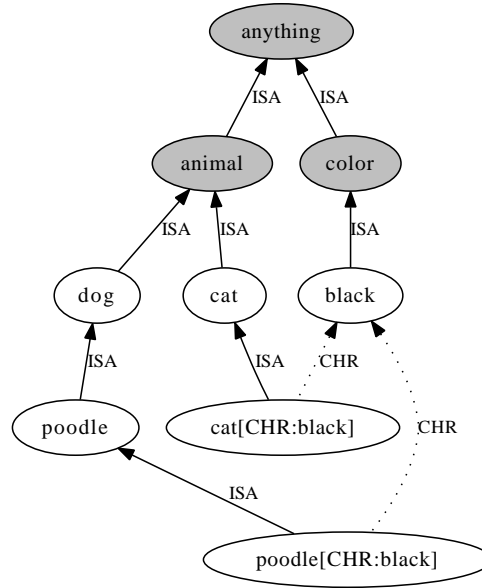 anything
ISA
ISA
animal
color
ISA
ISA
ISA
dog
cat
black
ISA
ISA
CHR
poodle
cat[CHR:black]
CHR
ISA
poodle[CHR:black]